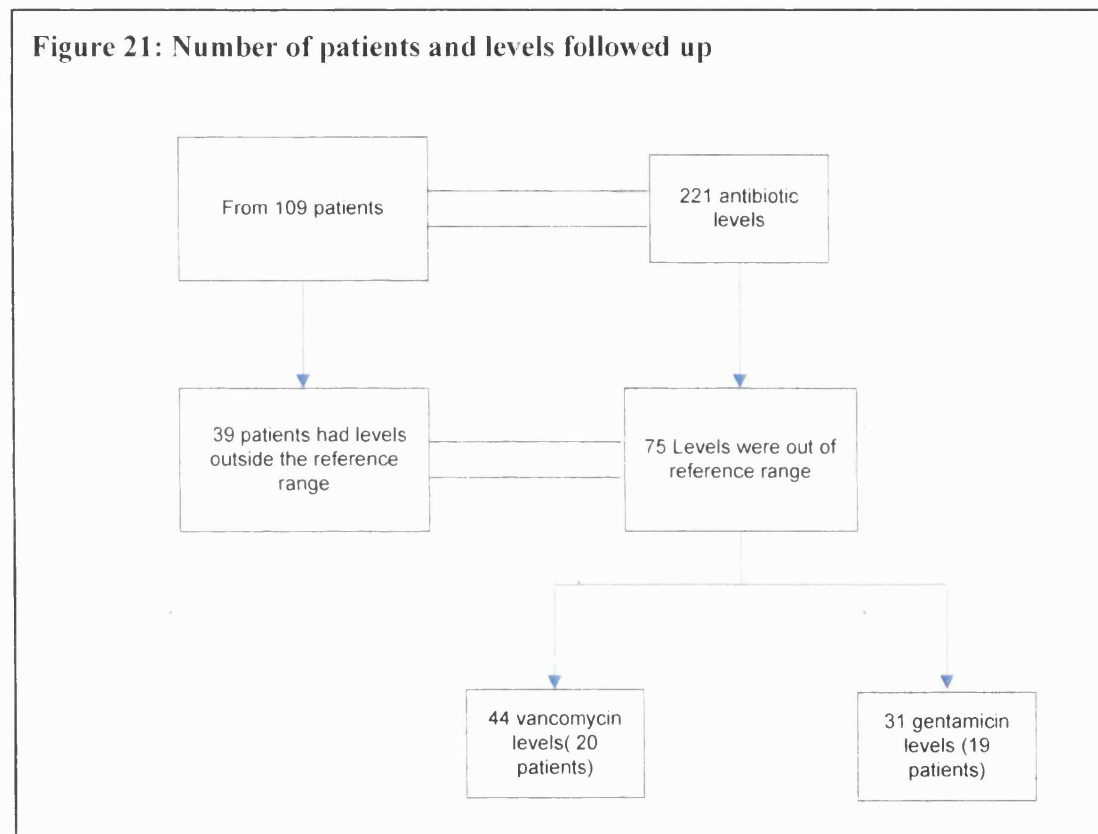 Figure 21: Number of patients and levels followed up
From 109 patients
221 antibiotic
levels
39 patients had levels
outside the reference
range
75 Levels were out of
reference range
44 vancomycin
levels( 20
patients)
31 gentamicin
levels (19
patients)